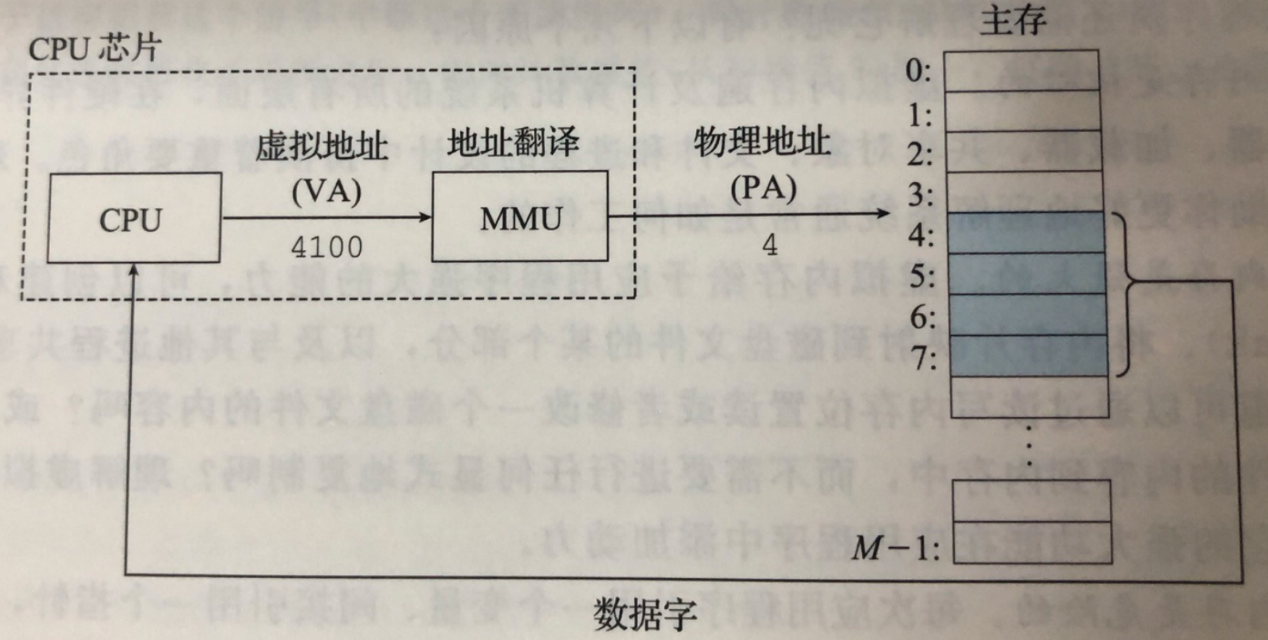 主存
CPU 芯片
0:
1:
虚拟地址
地址翻译
物理地址
2:
(VA)
(PA)
3:
CPU
MMU
4100
4
4:
5:
6:
7:
M−1:
数据字